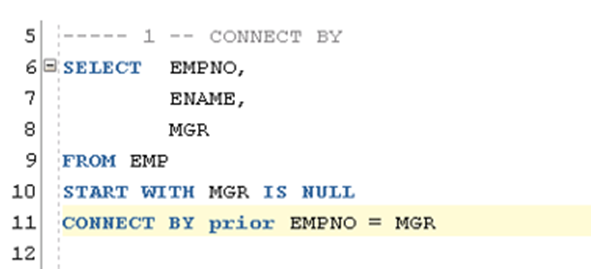 5 ----- 1 -- CONNECT BY
6 SELECT EMPNO,
7 ENAME,
8 MGR
9 FROM EMP
10 START WITH MGR IS NULL
11 CONNECT BY prior EMPNO = MGR
12